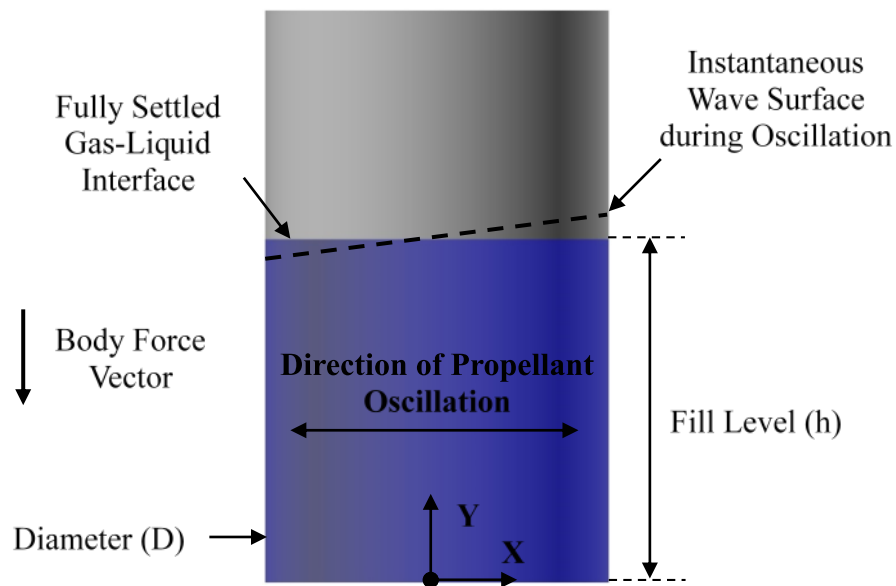 Fully Settled
Gas-Liquid
Interface
Instantaneous
Wave Surface
during Oscillation
Body Force
Vector
Direction of Propellant
Oscillation
Fill Level (h)
Diameter (D)
Y
X